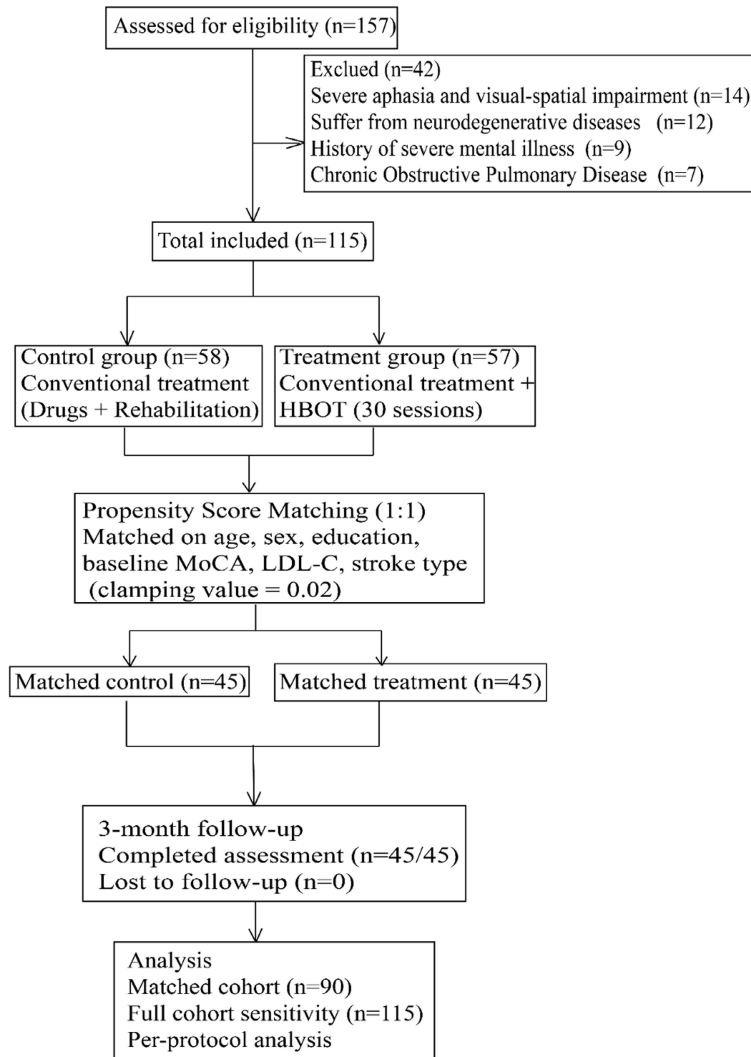 Assessed for eligibility (n=157)
Exclued (n=42)
Severe aphasia and visual-spatial impairment (n=14)
Suffer from neurodegenerative diseases (n=12)
History of severe mental illness (n=9)
Chronic Obstructive Pulmonary Disease (n=7)
Total included (n=115)
Control group (n=58)
Conventional treatment
(Drugs + Rehabilitation)
Treatment group (n=57)
Conventional treatment +
HBOT (30 sessions)
Propensity Score Matching (1:1)
Matched on age, sex, education,
baseline MoCA, LDL-C, stroke type
(clamping value = 0.02)
Matched control (n=45)
Matched treatment (n=45)
3-month follow-up
Completed assessment (n=45/45)
Lost to follow-up (n=0)
Analysis
Matched cohort (n=90)
Full cohort sensitivity (n=115)
Per-protocol analysis